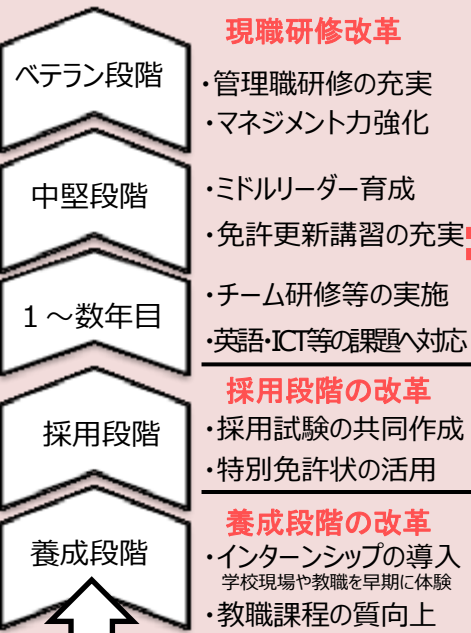 現職研修改革
ベテラン段階
・管理職研修の充実
・マネジメント力強化
中堅段階
・ミドルリーダー育成
・免許更新講習の充実
1～数年目
・チーム研修等の実施
・英語・ICT等の課題へ対応
採用段階の改革
採用段階
・採用試験の共同作成
・特別免許状の活用
養成段階の改革
養成段階
・インターンシップの導入
学校現場や教職を早期に体験
・教職課程の質向上